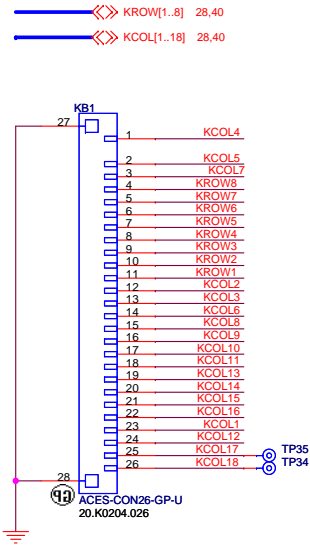 KROW[1..8] 28,40
KCOL[1..18] 28,40
KB1
27
1 KCOL4
2 KCOL5
3 KCOL7
4 KROW8
5 KROW7
6 KROW6
7 KROW5
8 KROW4
9 KROW3
10 KROW2
11 KROW1
12 KCOL2
13 KCOL3
14 KCOL6
15 KCOL8
16 KCOL9
17 KCOL10
18 KCOL11
19 KCOL13
20 KCOL14
21 KCOL15
22 KCOL16
23 KCOL1
24 KCOL12
25 KCOL17 TP35
26 KCOL18 TP34
28
GP ACES-CON26-GP-U
20.K0204.026